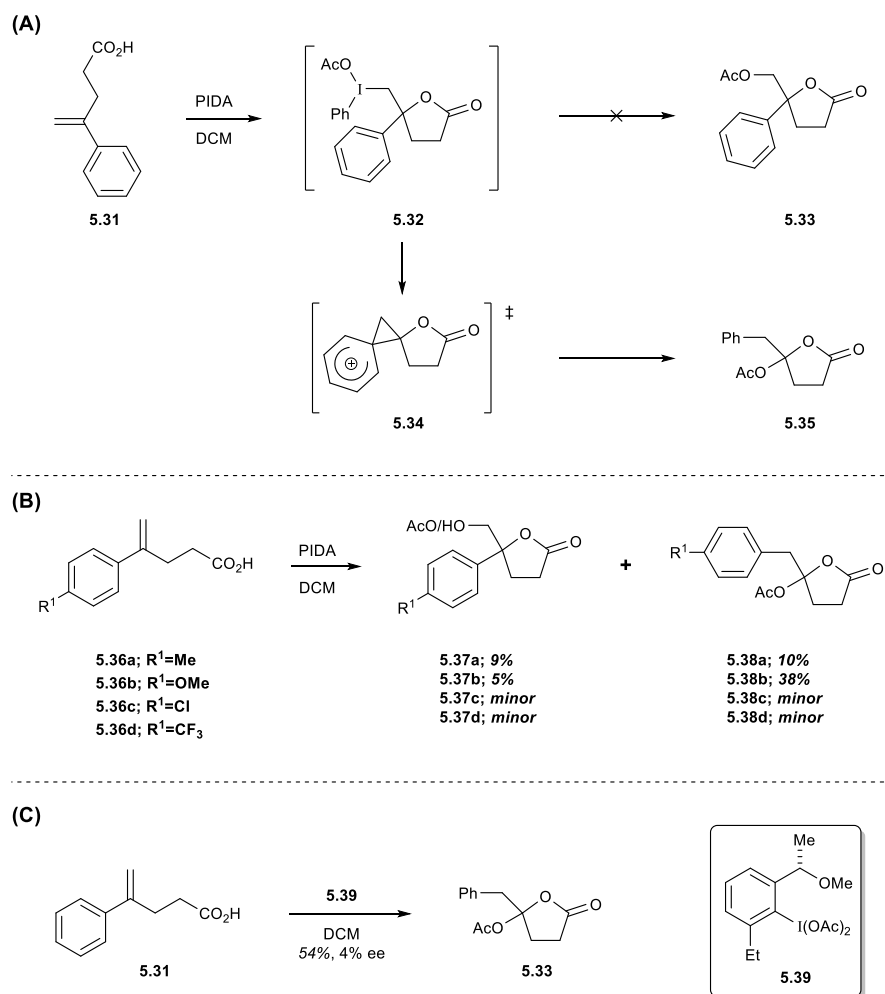 (A)
CO₂H
PIDA
DCM
5.31
AcO
I
Ph
O
O
5.32
AcO
O
O
5.33
O
O
‡
+
5.34
Ph
O
O
AcO
5.35
(B)
CO₂H
R¹
PIDA
DCM
AcO/HO
O
O
R¹
+
R¹
O
O
AcO
5.36a; R¹=Me
5.36b; R¹=OMe
5.36c; R¹=Cl
5.36d; R¹=CF₃
5.37a; 9%
5.37b; 5%
5.37c; minor
5.37d; minor
5.38a; 10%
5.38b; 38%
5.38c; minor
5.38d; minor
(C)
CO₂H
5.31
5.39
DCM
54%, 4% ee
Ph
O
O
AcO
5.33
Me
OMe
I(OAc)₂
Et
5.39